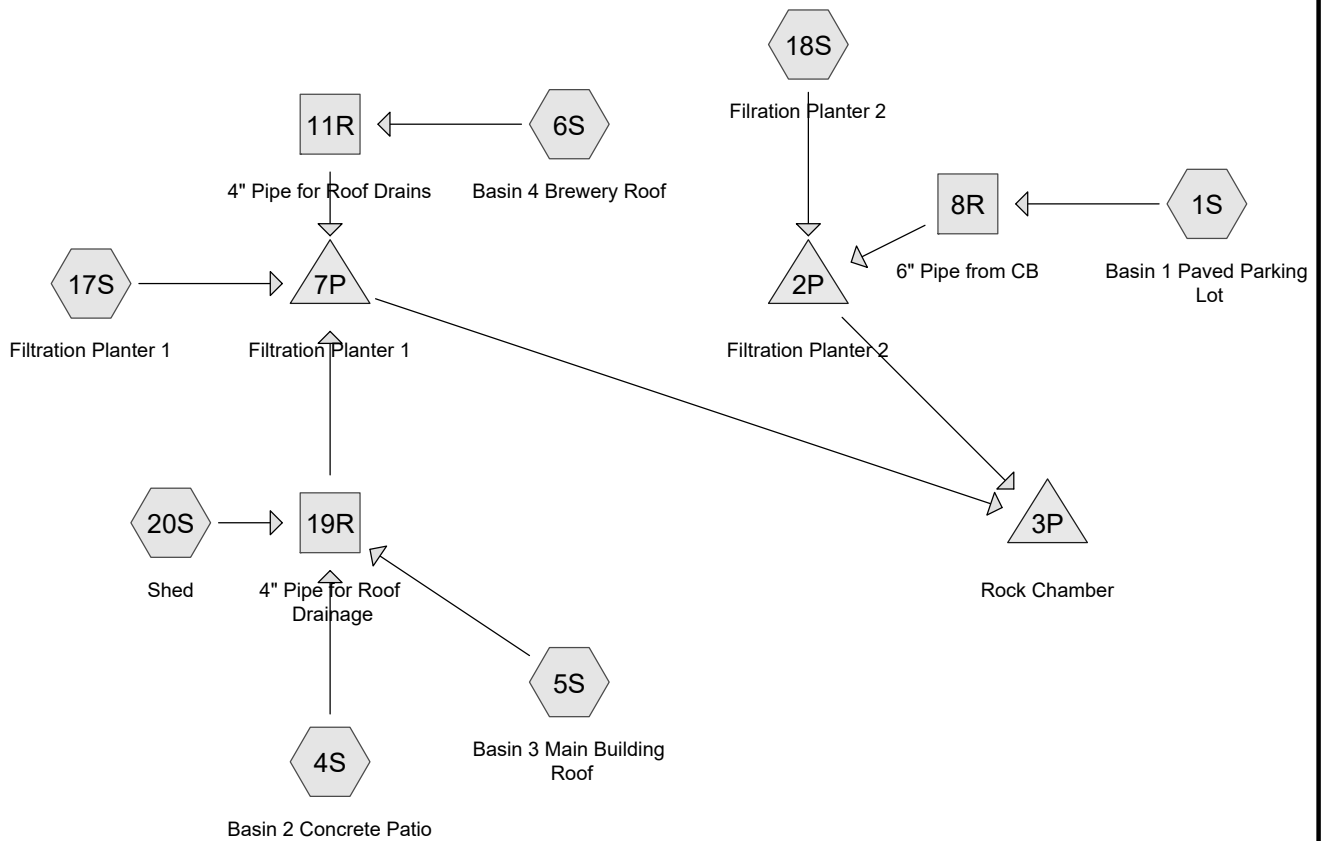 18S
Filration Planter 2
11R
4" Pipe for Roof Drains
6S
Basin 4 Brewery Roof
8R
6" Pipe from CB
1S
Basin 1 Paved Parking
Lot
17S
Filtration Planter 1
7P
Filtration Planter 1
2P
Filtration Planter 2
20S
Shed
19R
4" Pipe for Roof
Drainage
3P
Rock Chamber
5S
Basin 3 Main Building
Roof
4S
Basin 2 Concrete Patio